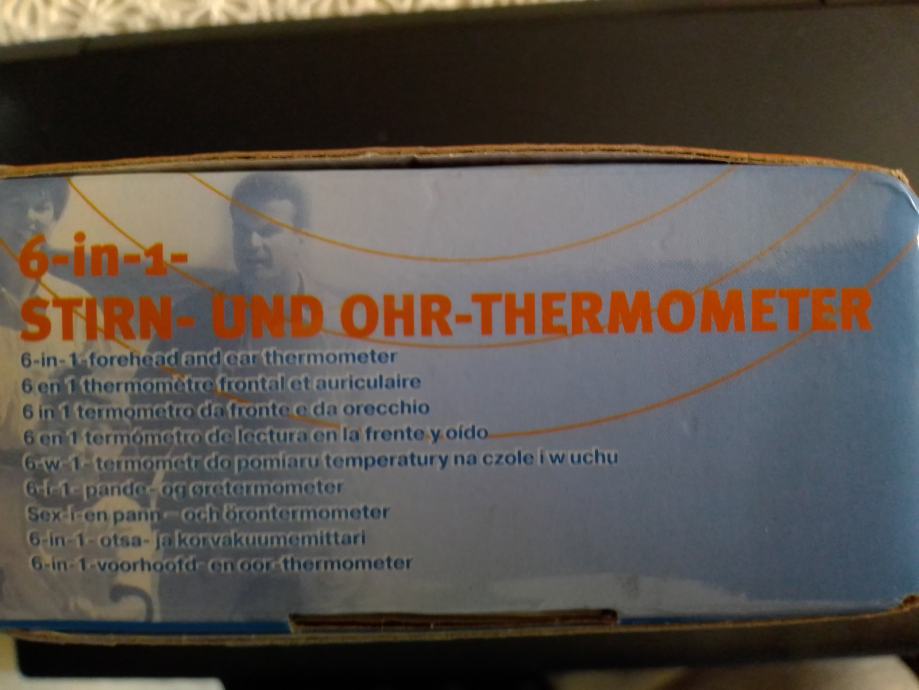 6-in-1-
STIRN- UND OHR-THERMOMETER
6-in-1-forehead and ear thermometer
6 en 1 thermomètre frontal et auriculaire
6 in 1 termometro da fronte e da orecchio
6 en 1 termómetro de lectura en la frente y oído
6-w-1- termometr do pomiaru temperatury na czole i w uchu
6-i-1- pande- og øretermometer
Sex-i-en pann – och örontermometer
6-in-1- otsa- ja korvakuumemittari
6-in-1-voorhoofd- en oor-thermometer